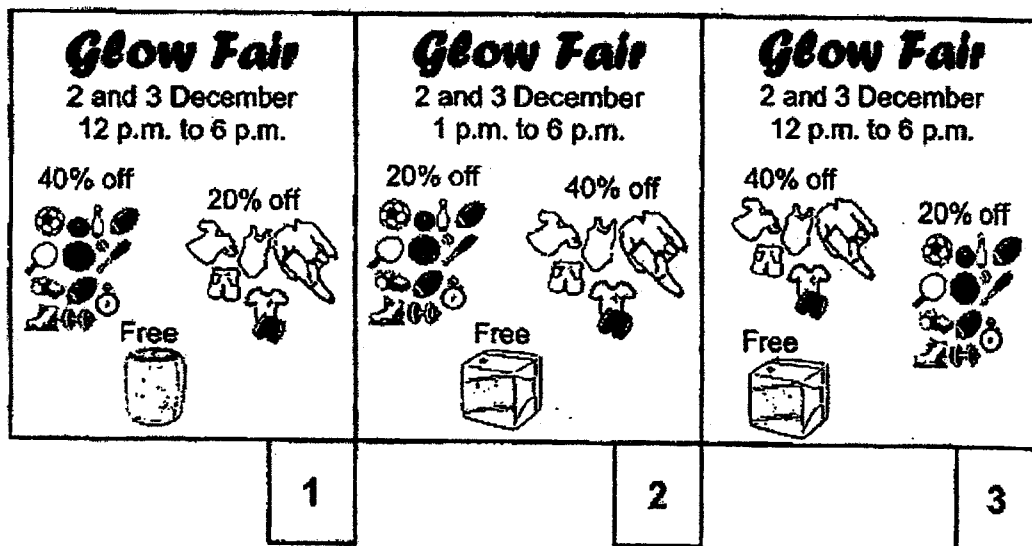 Glow Fair
2 and 3 December
12 p.m. to 6 p.m.
40% off
20% off
Free
1
Glow Fair
2 and 3 December
1 p.m. to 6 p.m.
20% off
40% off
Free
2
Glow Fair
2 and 3 December
12 p.m. to 6 p.m.
40% off
20% off
Free
3